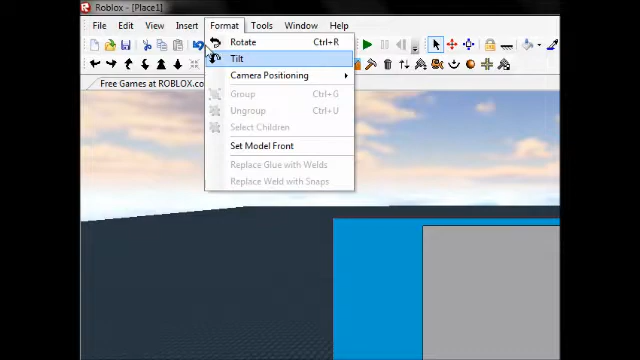 Roblox - [Place1]
File Edit View Insert Format Tools Window Help
Rotate Ctrl+R
Tilt
Camera Positioning
Group Ctrl+G
Ungroup Ctrl+U
Select Children
Set Model Front
Replace Glue with Welds
Replace Weld with Snaps
Free Games at ROBLOX.co